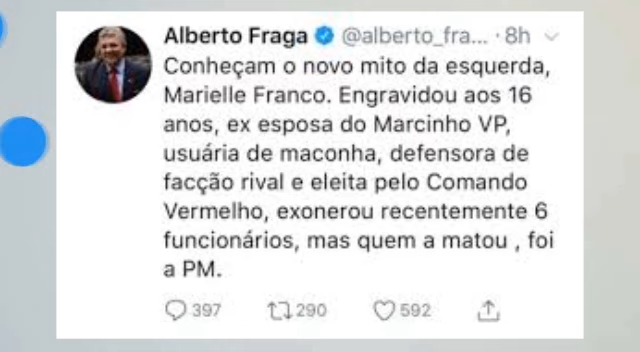 Alberto Fraga @alberto_fra... · 8h
Conheçam o novo mito da esquerda,
Marielle Franco. Engravidou aos 16
anos, ex esposa do Marcinho VP,
usuária de maconha, defensora de
facção rival e eleita pelo Comando
Vermelho, exonerou recentemente 6
funcionários, mas quem a matou , foi
a PM.
397 290 592